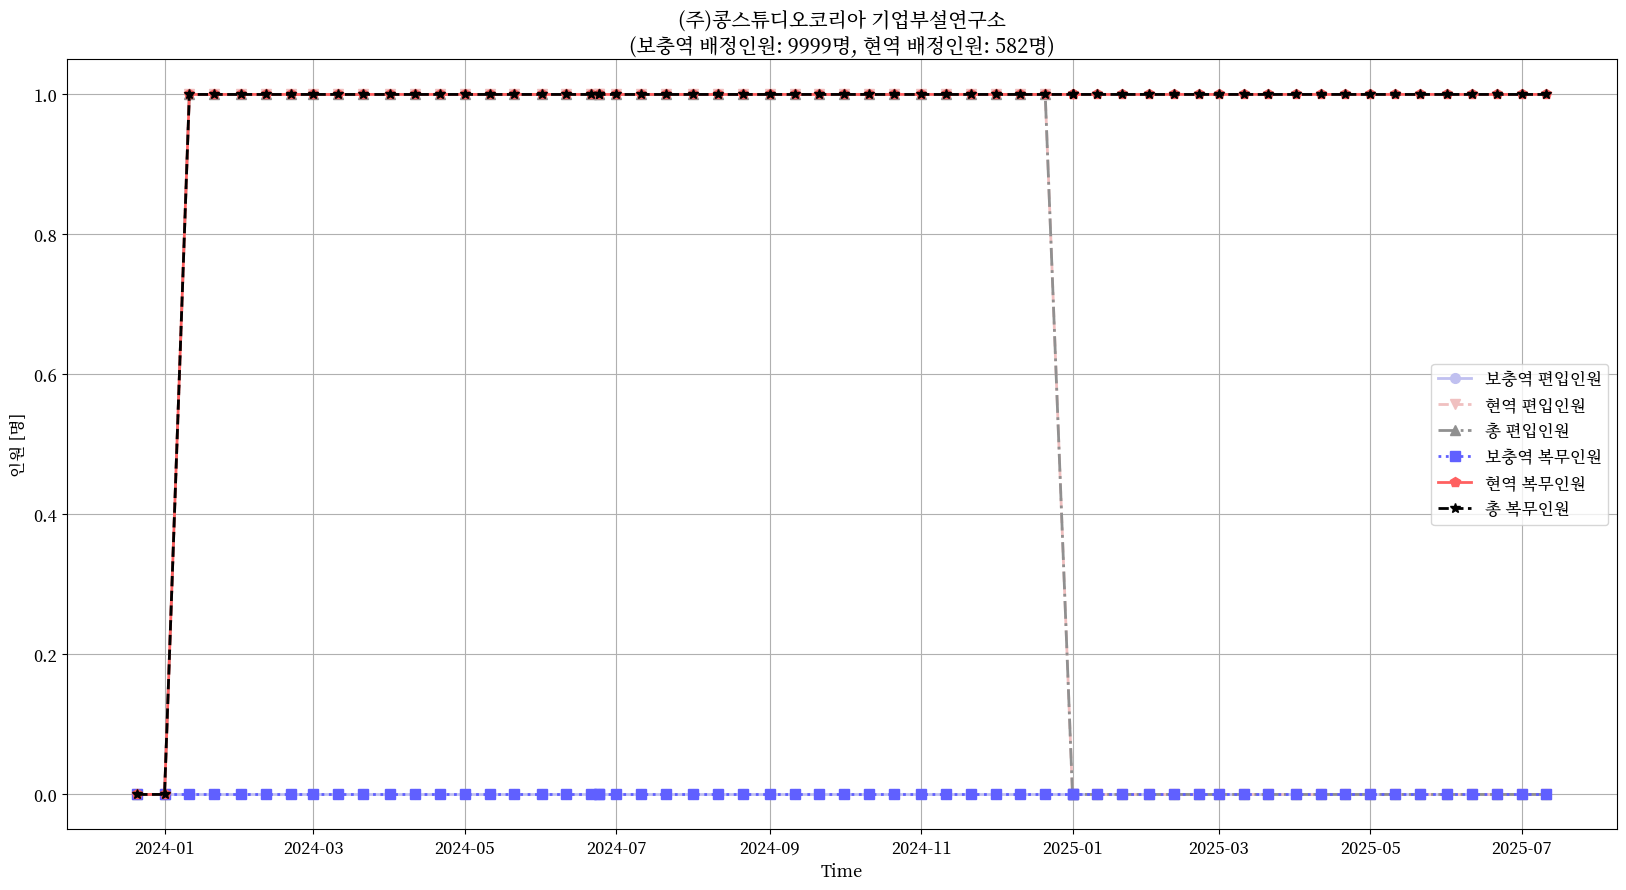 (주)콩스튜디오코리아 기업부설연구소
(보충역 배정인원: 9999명, 현역 배정인원: 582명)
인원 [명]
1.0
0.8
0.6
0.4
0.2
0.0
보충역 편입인원
현역 편입인원
총 편입인원
보충역 복무인원
현역 복무인원
총 복무인원
2024-01 2024-03 2024-05 2024-07 2024-09 2024-11 2025-01 2025-03 2025-05 2025-07
Time